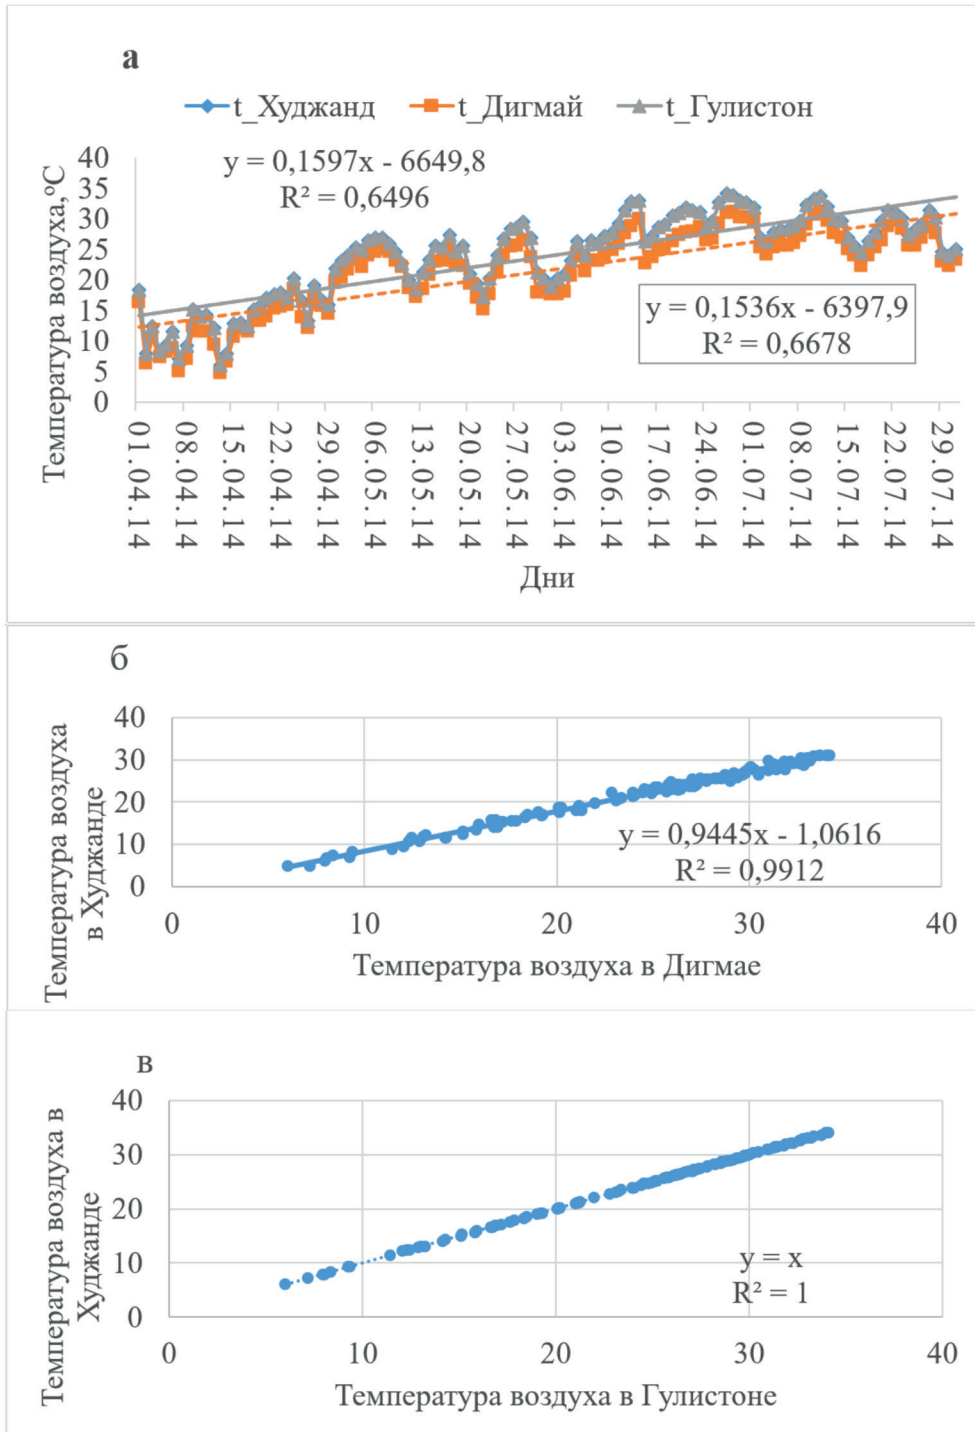 а
t_Худжанд t_Дигмай t_Гулистон
y = 0,1597x - 6649,8
R² = 0,6496
y = 0,1536x - 6397,9
R² = 0,6678
Температура воздуха,°С
40
35
30
25
20
15
10
5
0
01.04.14 08.04.14 15.04.14 22.04.14 29.04.14 06.05.14 13.05.14 20.05.14 27.05.14 03.06.14 10.06.14 17.06.14 24.06.14 01.07.14 08.07.14 15.07.14 22.07.14 29.07.14
Дни
б
Температура воздуха
в Худжанде
40
30
20
10
0
y = 0,9445x - 1,0616
R² = 0,9912
0 10 20 30 40
Температура воздуха в Дигмае
в
Температура воздуха в
Худжанде
40
30
20
10
0
y = x
R² = 1
0 10 20 30 40
Температура воздуха в Гулистоне